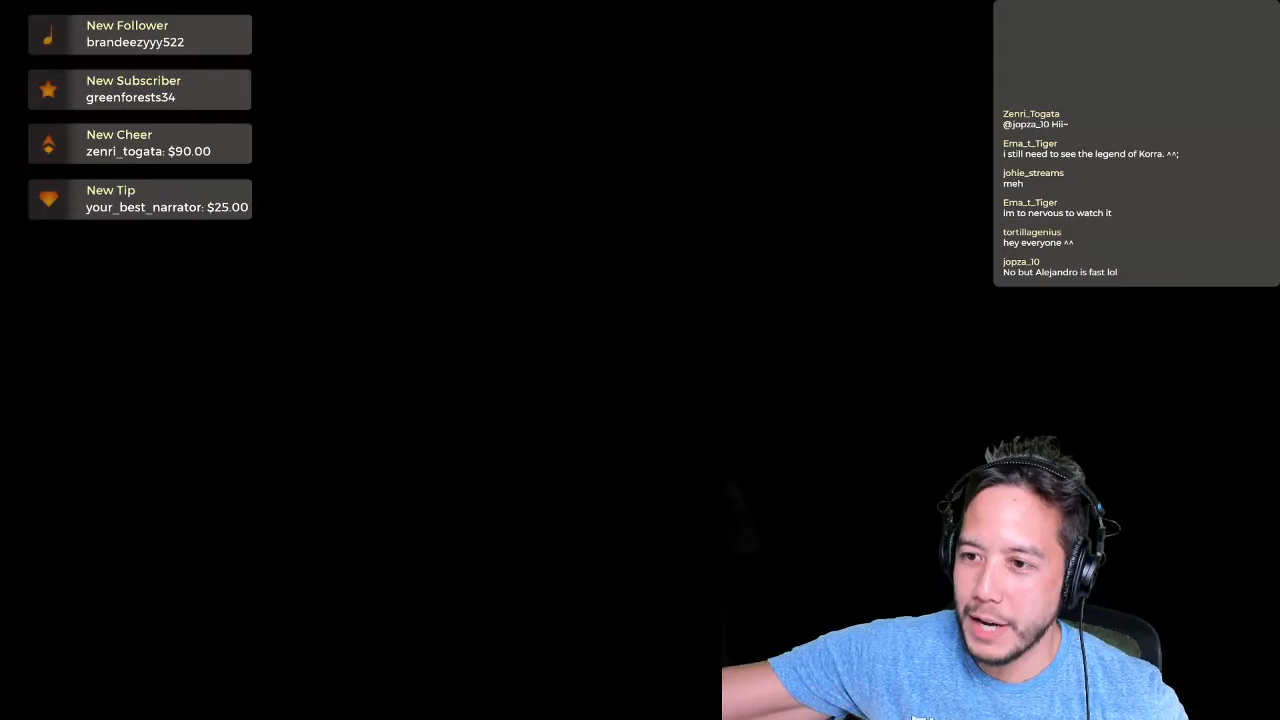 New Follower
brandeezyyy522
New Subscriber
greenforests34
New Cheer
zenri_togata: $90.00
New Tip
your_best_narrator: $25.00
Zenri_Togata
@jopza_10 Hii~
Ema_t_Tiger
i still need to see the legend of Korra. ^^;
johie_streams
meh
Ema_t_Tiger
im to nervous to watch it
tortillagenius
hey everyone ^^
jopza_10
No but Alejandro is fast lol